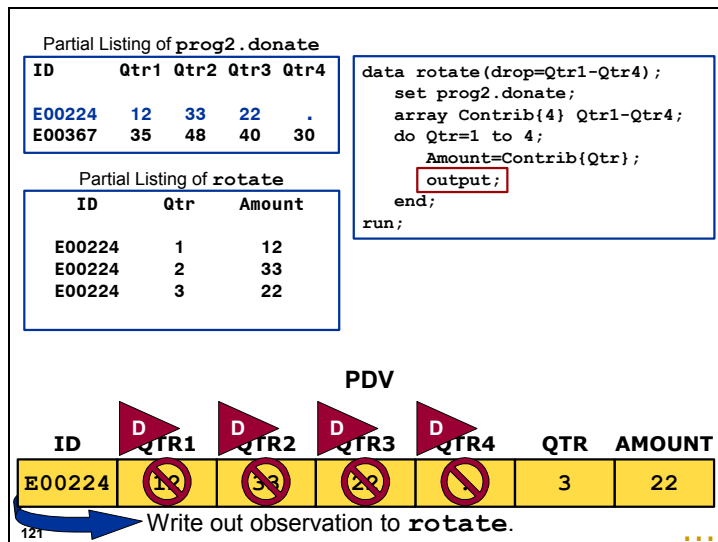 Partial Listing of prog2.donate
ID Qtr1 Qtr2 Qtr3 Qtr4
E00224 12 33 22 .
E00367 35 48 40 30
data rotate(drop=Qtr1-Qtr4);
set prog2.donate;
array Contrib{4} Qtr1-Qtr4;
do Qtr=1 to 4;
Amount=Contrib{Qtr};
output;
end;
run;
Partial Listing of rotate
ID Qtr Amount
E00224 1 12
E00224 2 33
E00224 3 22
PDV
D D D D
ID QTR1 QTR2 QTR3 QTR4 QTR AMOUNT
E00224 12 33 22 . 3 22
Write out observation to rotate.
121
...